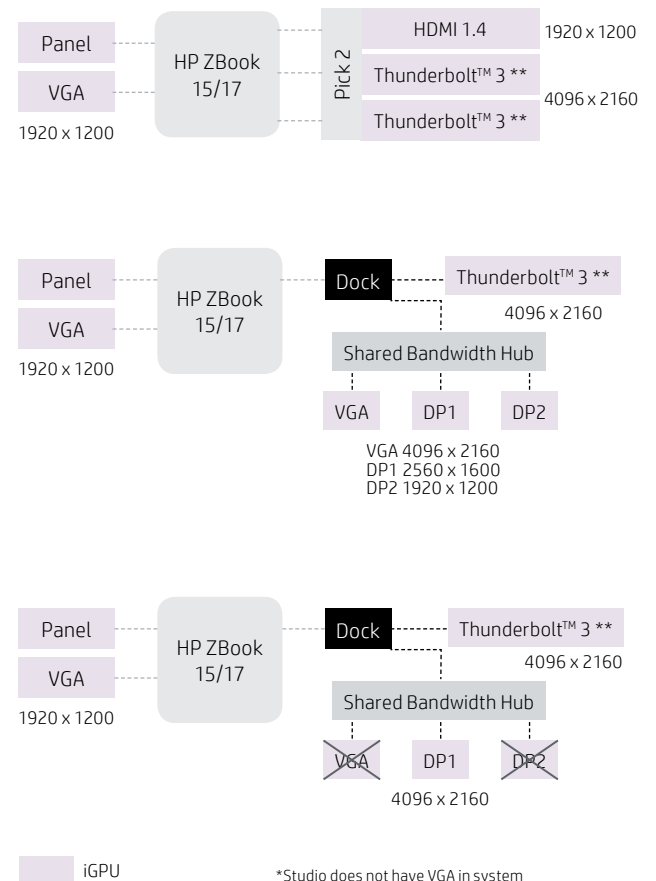 Panel
VGA
1920 x 1200
HP ZBook
15/17
Pick 2
HDMI 1.4
1920 x 1200
Thunderbolt™ 3 **
Thunderbolt™ 3 **
4096 x 2160
Panel
VGA
1920 x 1200
HP ZBook
15/17
Dock
Thunderbolt™ 3 **
4096 x 2160
Shared Bandwidth Hub
VGA
DP1
DP2
VGA 4096 x 2160
DP1 2560 x 1600
DP2 1920 x 1200
Panel
VGA
1920 x 1200
HP ZBook
15/17
Dock
Thunderbolt™ 3 **
4096 x 2160
Shared Bandwidth Hub
VGA
DP1
DP2
4096 x 2160
iGPU
*Studio does not have VGA in system